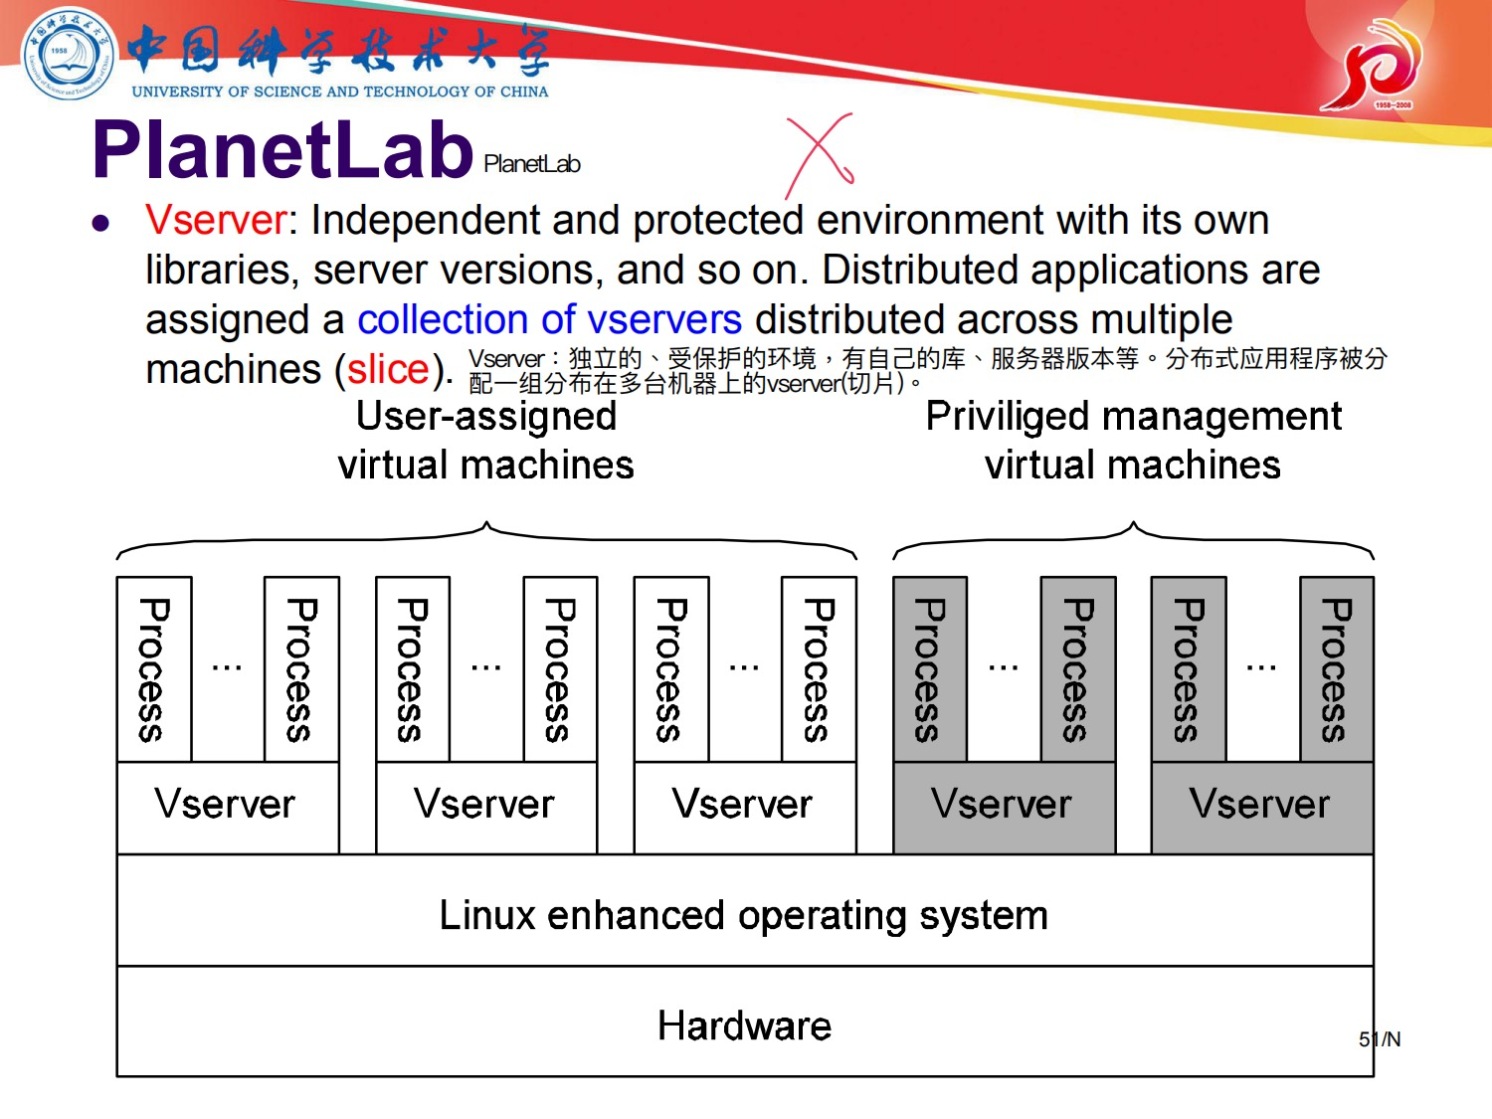 中国科学技术大学
UNIVERSITY OF SCIENCE AND TECHNOLOGY OF CHINA
1958
1958-2008
PlanetLab PlanetLab
Vserver: Independent and protected environment with its own
libraries, server versions, and so on. Distributed applications are
assigned a collection of vservers distributed across multiple
machines (slice).
Vserver：独立的、受保护的环境，有自己的库、服务器版本等。分布式应用程序被分
配一组分布在多台机器上的vserver(切片)。
User-assigned
virtual machines
Priviliged management
virtual machines
Process ... Process Process ... Process Process ... Process Process ... Process Process ... Process
Vserver Vserver Vserver Vserver Vserver
Linux enhanced operating system
Hardware
51/N